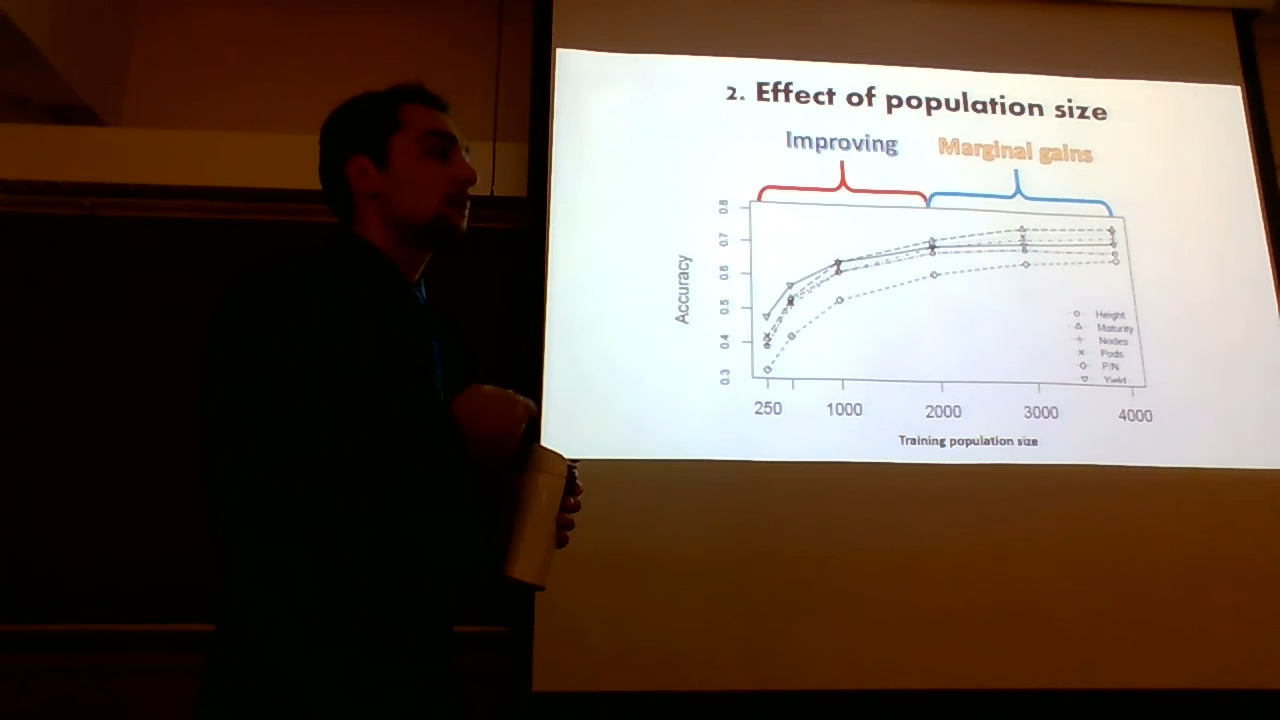 2. Effect of population size
Improving
Marginal gains
0.8
0.7
0.6
0.5
0.4
0.3
Accuracy
Height
Maturity
Nodes
Pods
P/N
Yield
250
1000
2000
3000
4000
Training population size